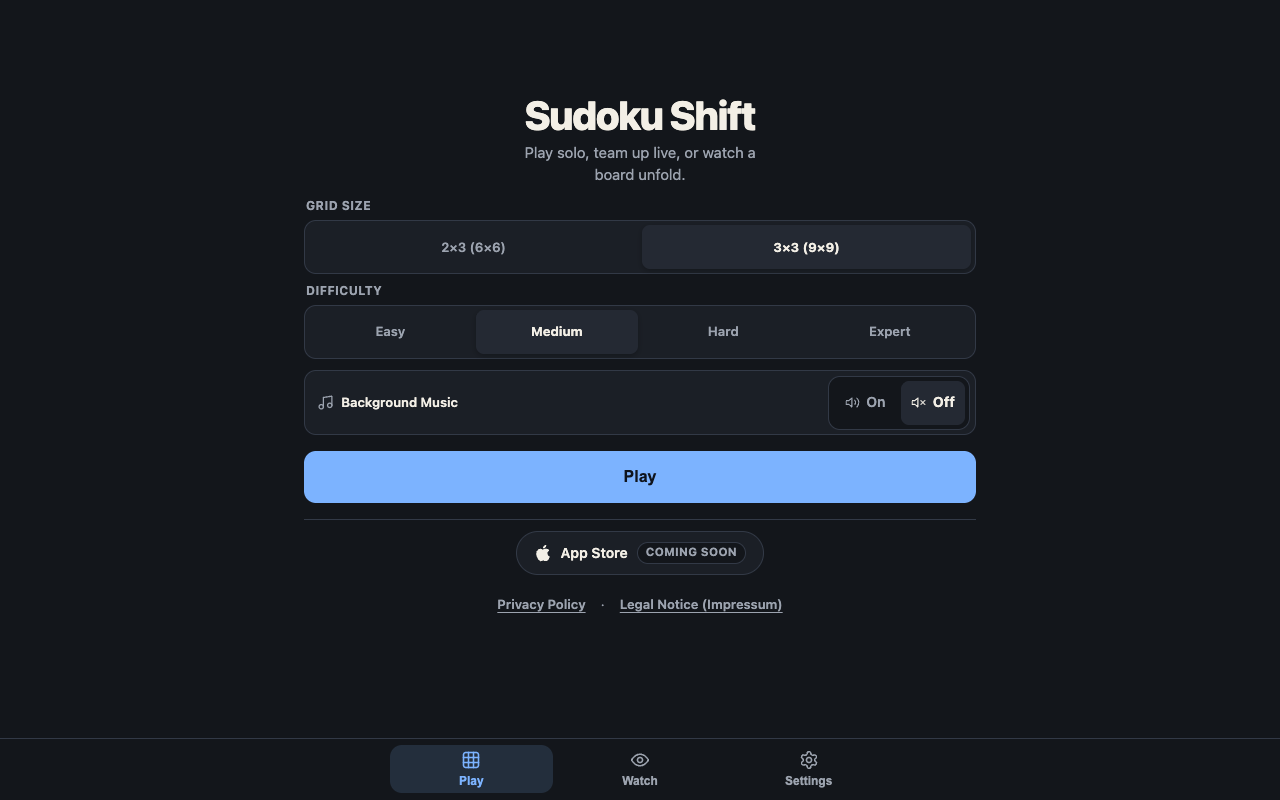 Sudoku Shift
Play solo, team up live, or watch a
board unfold.
GRID SIZE
2×3 (6×6)
3×3 (9×9)
DIFFICULTY
Easy
Medium
Hard
Expert
Background Music
On
Off
Play
App Store
COMING SOON
Privacy Policy · Legal Notice (Impressum)
Play
Watch
Settings